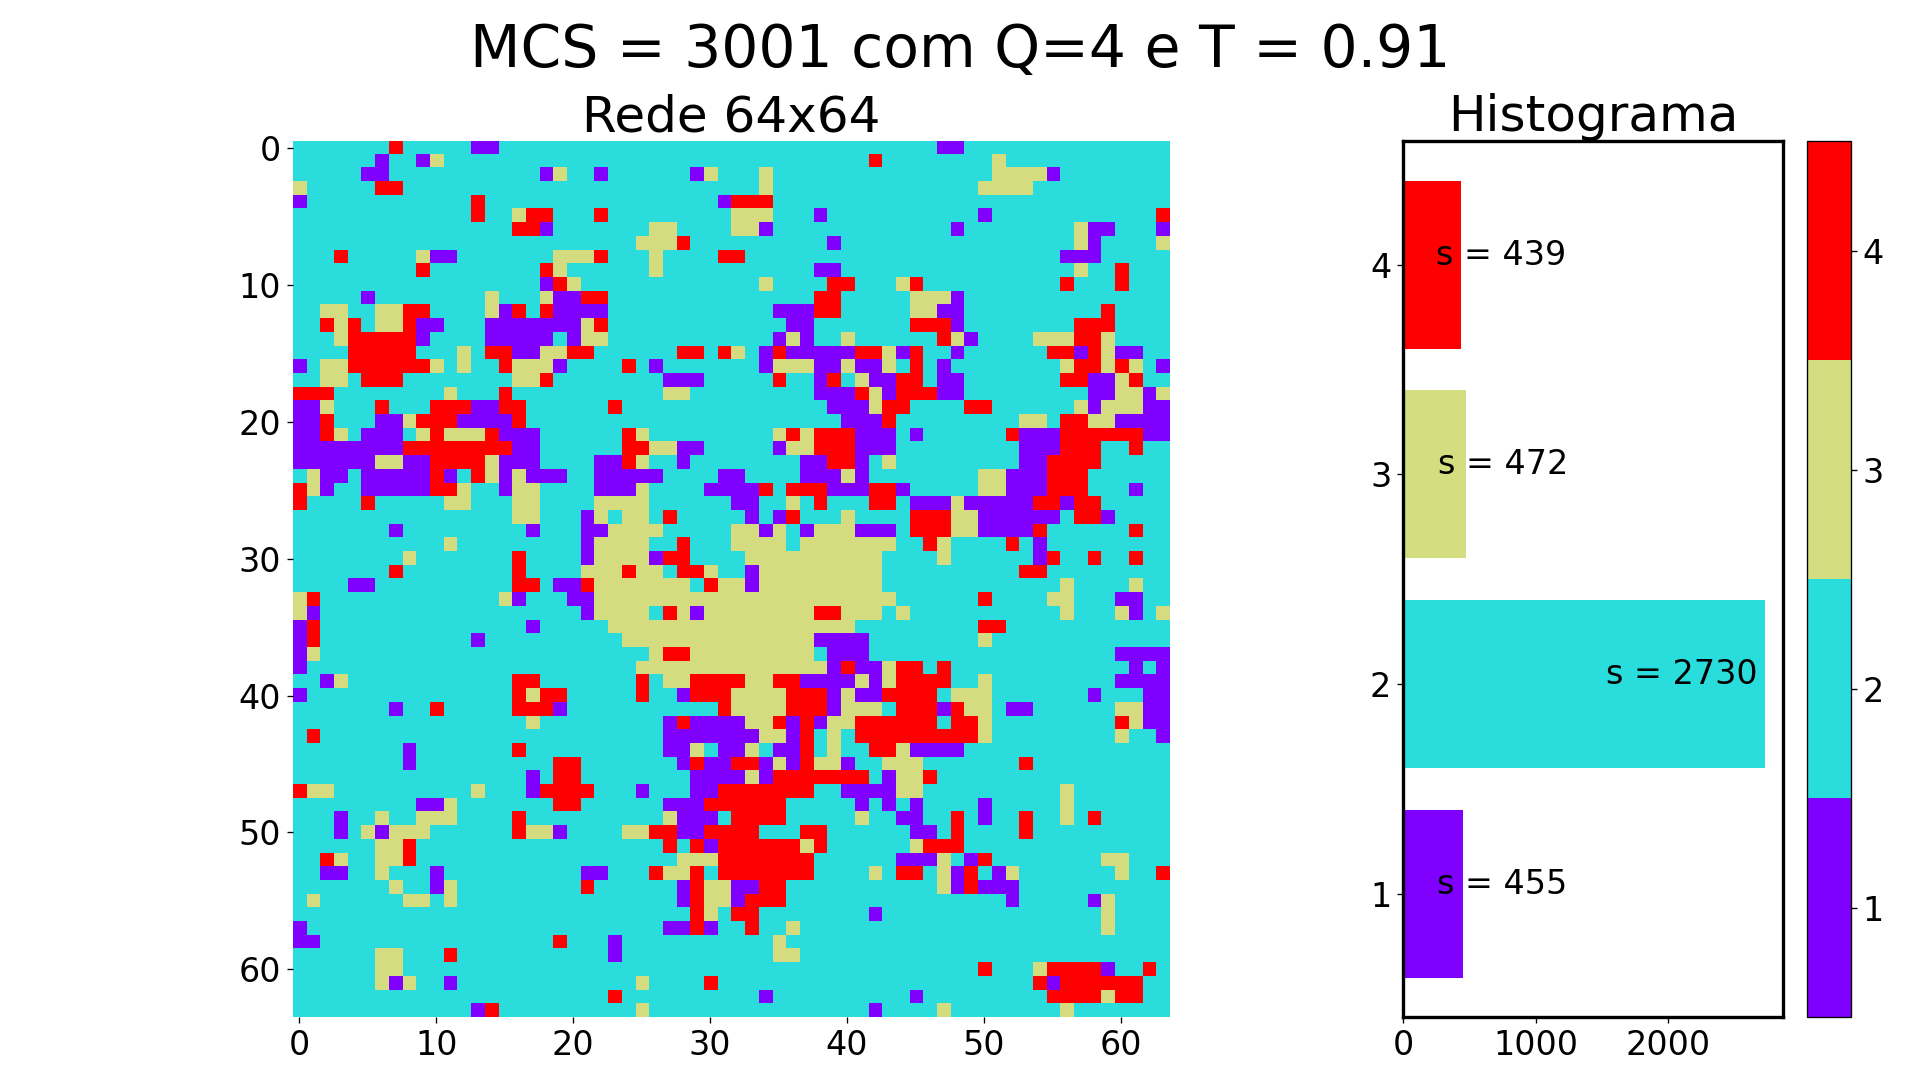 MCS = 3001 com Q=4 e T = 0.91
Rede 64x64
0
10
20
30
40
50
60
0 10 20 30 40 50 60
Histograma
4
3
2
1
s = 439
s = 472
s = 2730
s = 455
0 1000 2000
4
3
2
1